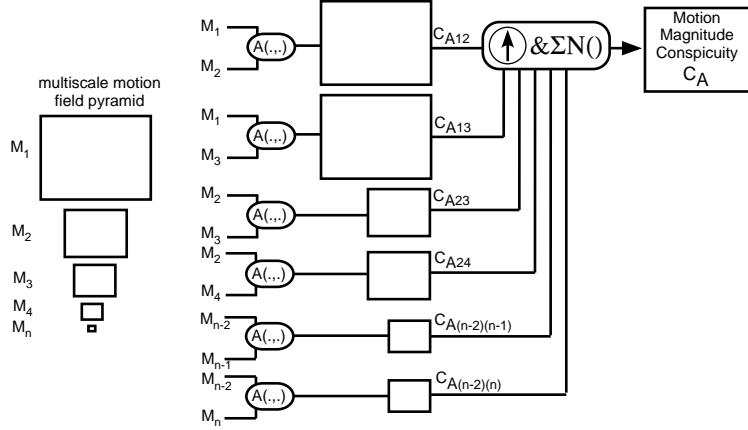 multiscale motion
field pyramid
M1
M2
M3
M4
Mn
M1
M2
A(.,.)
CA12
M1
M3
A(.,.)
CA13
M2
M3
A(.,.)
CA23
M2
M4
A(.,.)
CA24
Mn-2
Mn-1
A(.,.)
CA(n-2)(n-1)
Mn-2
Mn
A(.,.)
CA(n-2)(n)
&ΣN()
Motion
Magnitude
Conspicuity
CA